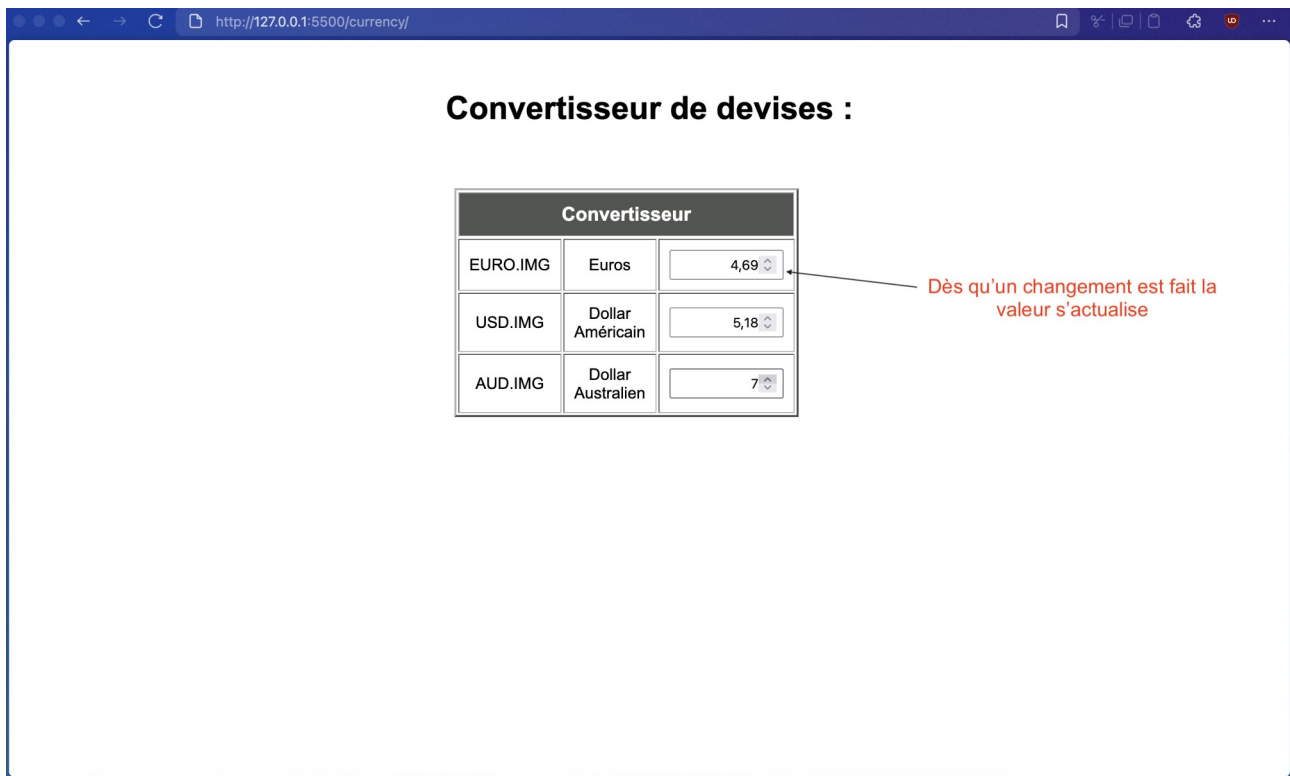 http://127.0.0.1:5500/currency/
Convertisseur de devises :
Convertisseur
EURO.IMG
Euros
4,69
USD.IMG
Dollar
Américain
5,18
AUD.IMG
Dollar
Australien
7
Dès qu’un changement est fait la
valeur s’actualise